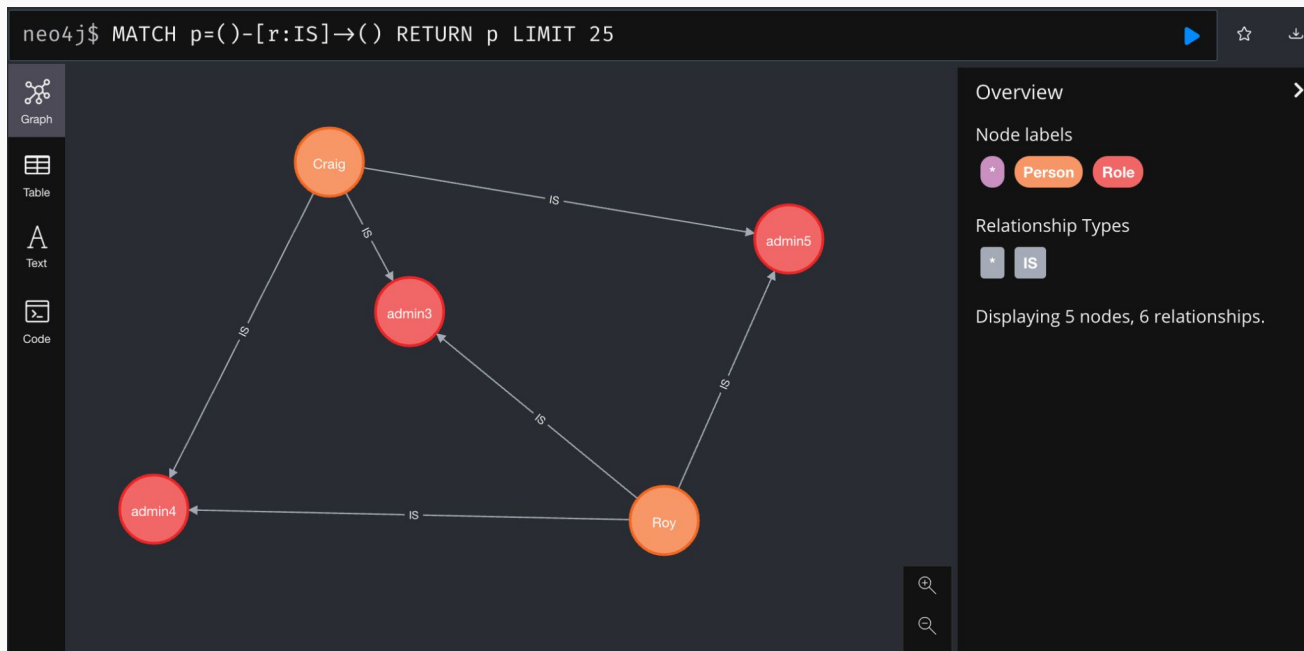 neo4j$ MATCH p=()-[r:IS]→() RETURN p LIMIT 25
Graph
Table
Text
Code
Craig
IS
IS
admin5
IS
admin3
IS
IS
IS
admin4
IS
Roy
Overview
Node labels
* Person Role
Relationship Types
* IS
Displaying 5 nodes, 6 relationships.